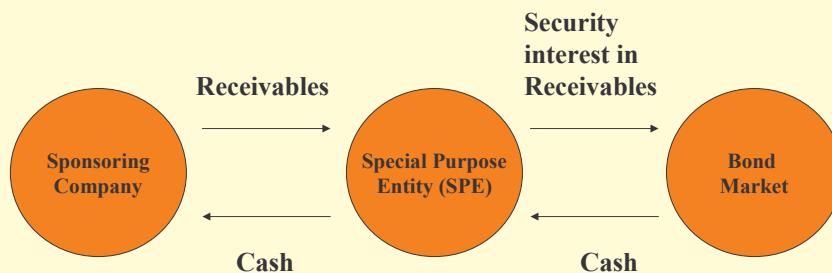 Security
interest in
Receivables
Receivables
Sponsoring
Company
Special Purpose
Entity (SPE)
Bond
Market
Cash
Cash